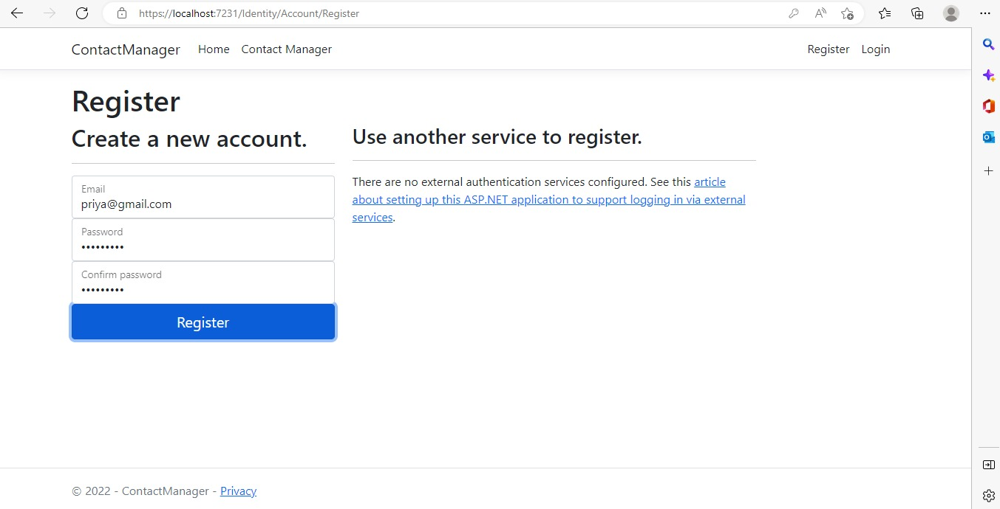 https://localhost:7231/Identity/Account/Register
ContactManager Home Contact Manager Register Login
Register
Create a new account.
Use another service to register.
Email
priya@gmail.com
Password
•••••••••
Confirm password
•••••••••
Register
There are no external authentication services configured. See this article
about setting up this ASP.NET application to support logging in via external
services.
© 2022 - ContactManager - Privacy